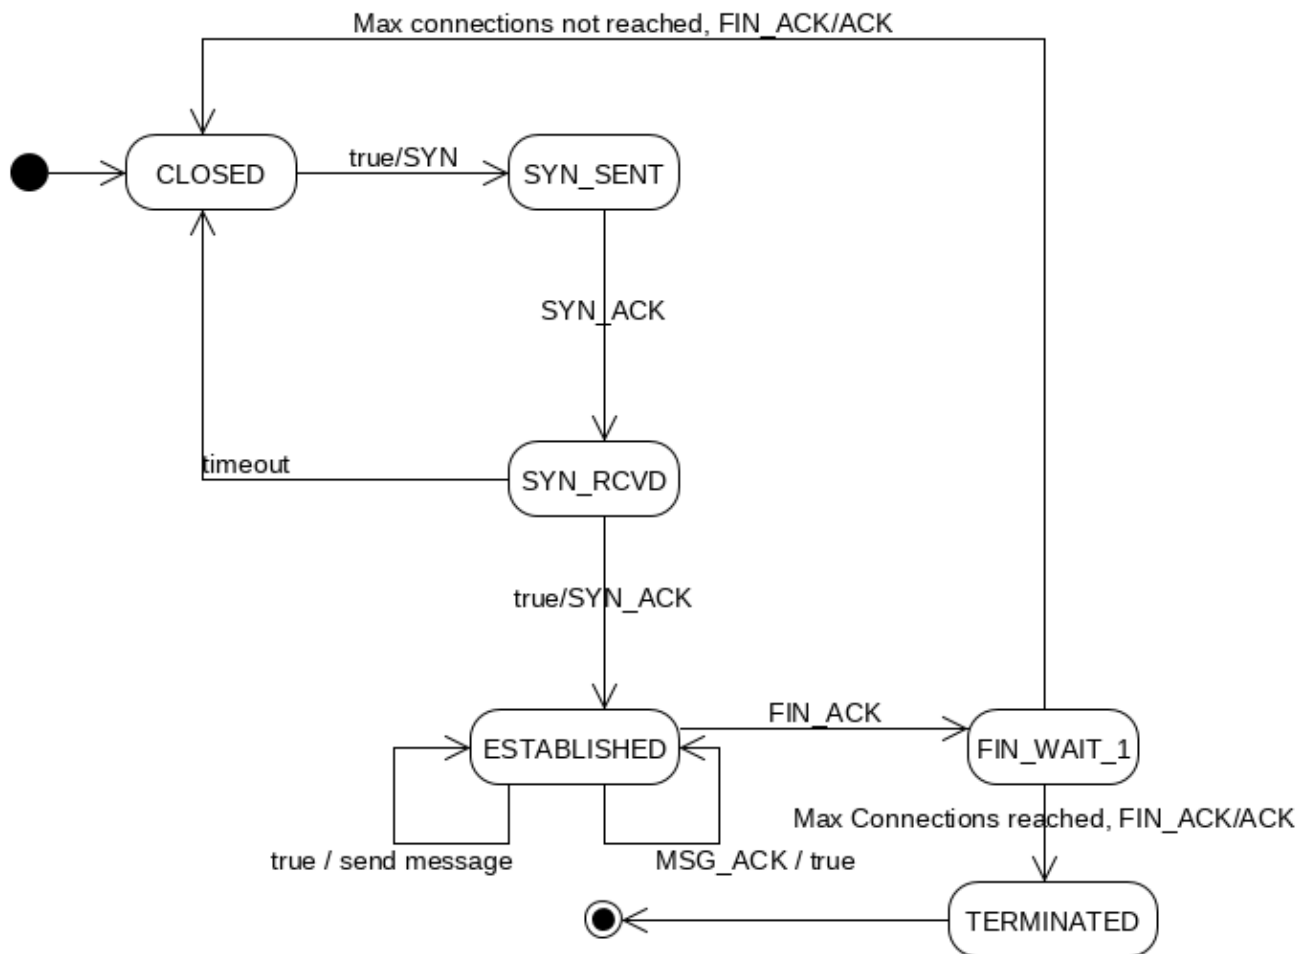 Max connections not reached, FIN_ACK/ACK
CLOSED
true/SYN
SYN_SENT
SYN_ACK
timeout
SYN_RCVD
true/SYN_ACK
ESTABLISHED
FIN_ACK
FIN_WAIT_1
Max Connections reached, FIN_ACK/ACK
true / send message
MSG_ACK / true
TERMINATED